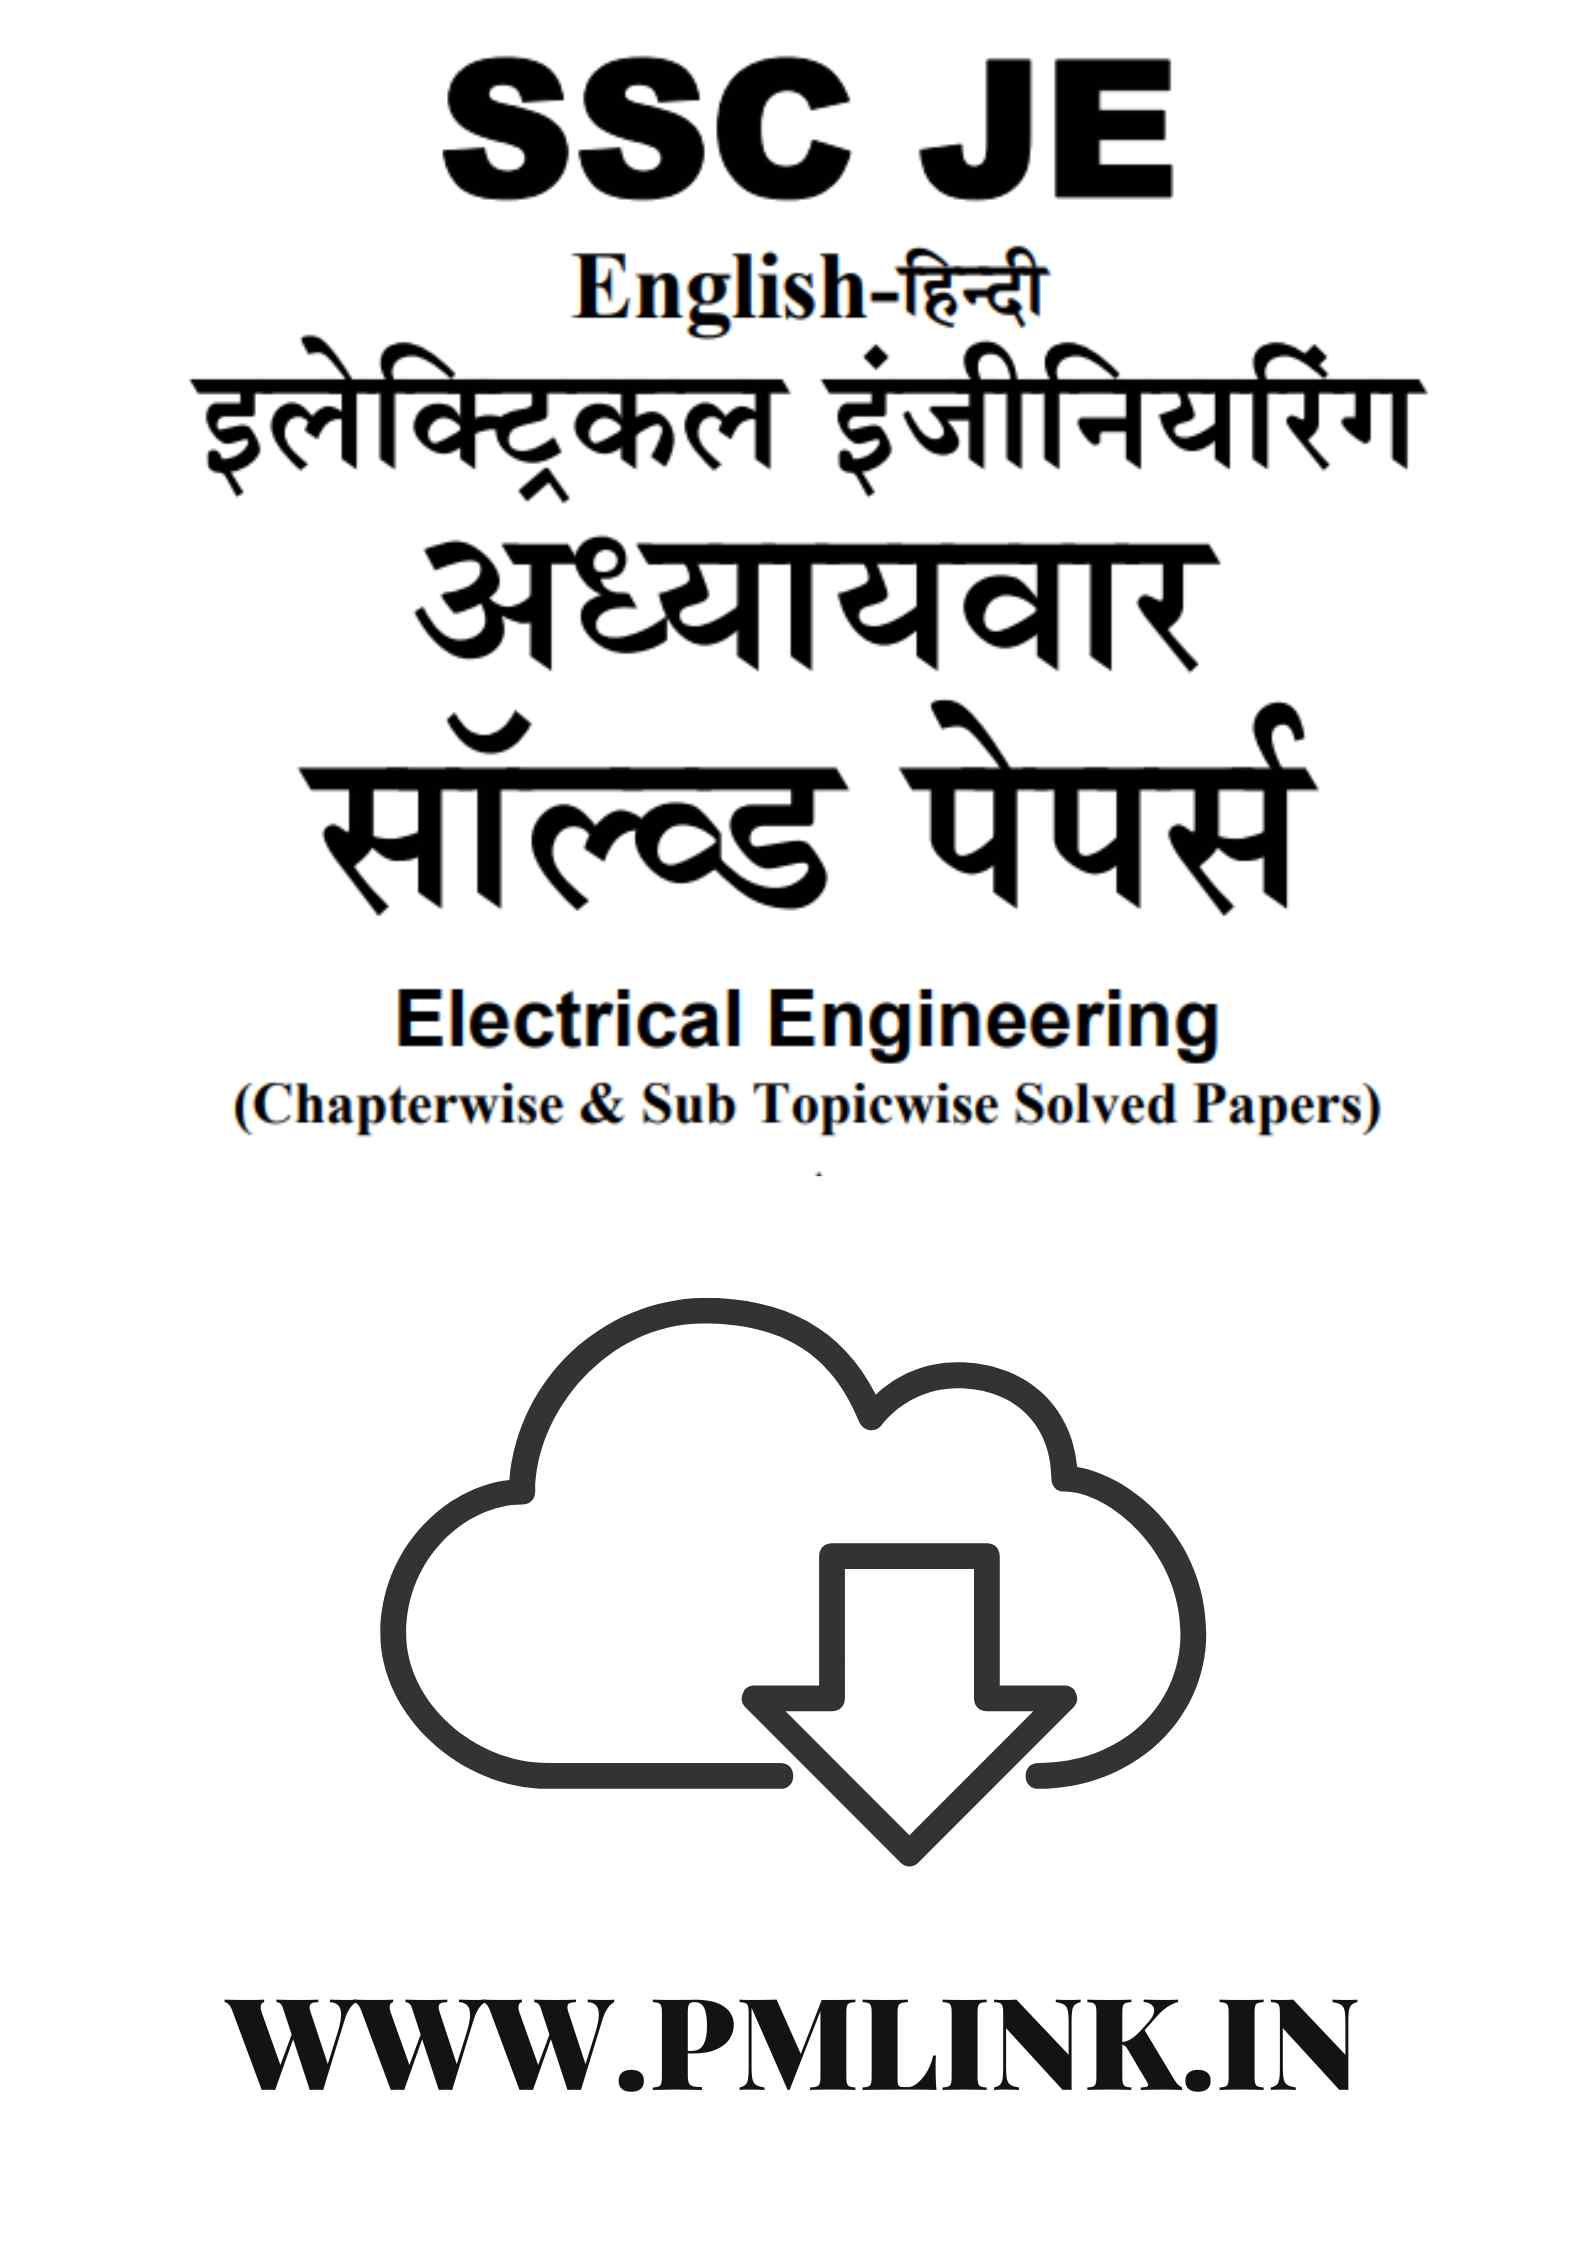 SSC JE
English-हिन्दी
इलेक्ट्रिकल इंजीनियरिंग
अध्यायवार
सॉल्व्ड पेपर्स
Electrical Engineering
(Chapterwise & Sub Topicwise Solved Papers)
WWW.PMLINK.IN